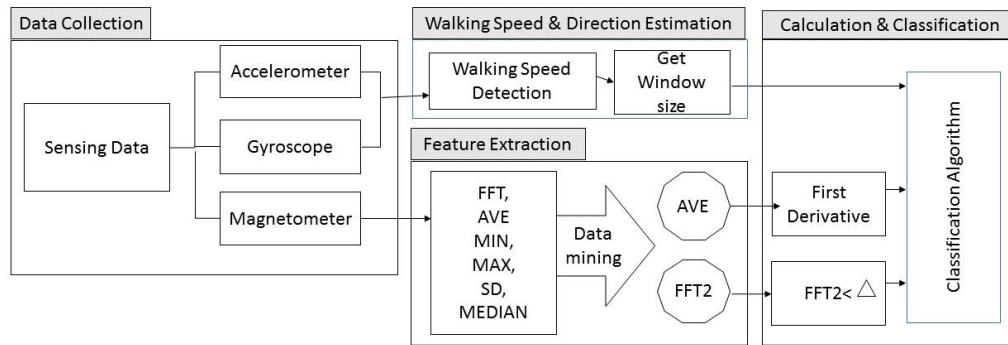 Data Collection
Sensing Data
Accelerometer
Gyroscope
Magnetometer
Walking Speed & Direction Estimation
Walking Speed
Detection
Get
Window
size
Feature Extraction
FFT,
AVE
MIN,
MAX,
SD,
MEDIAN
Data
mining
AVE
FFT2
Calculation & Classification
First
Derivative
FFT2< △
Classification Algorithm